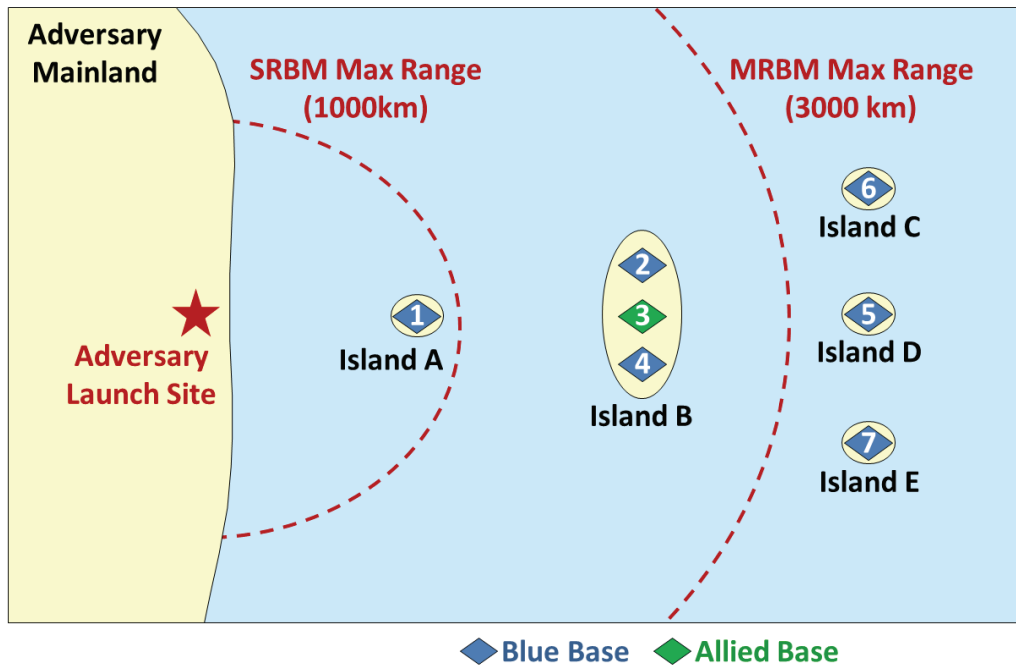 Adversary
Mainland
SRBM Max Range
(1000km)
MRBM Max Range
(3000 km)
6
Island C
2
1
3
5
Island A
Island D
Adversary
Launch Site
4
Island B
7
Island E
Blue Base
Allied Base